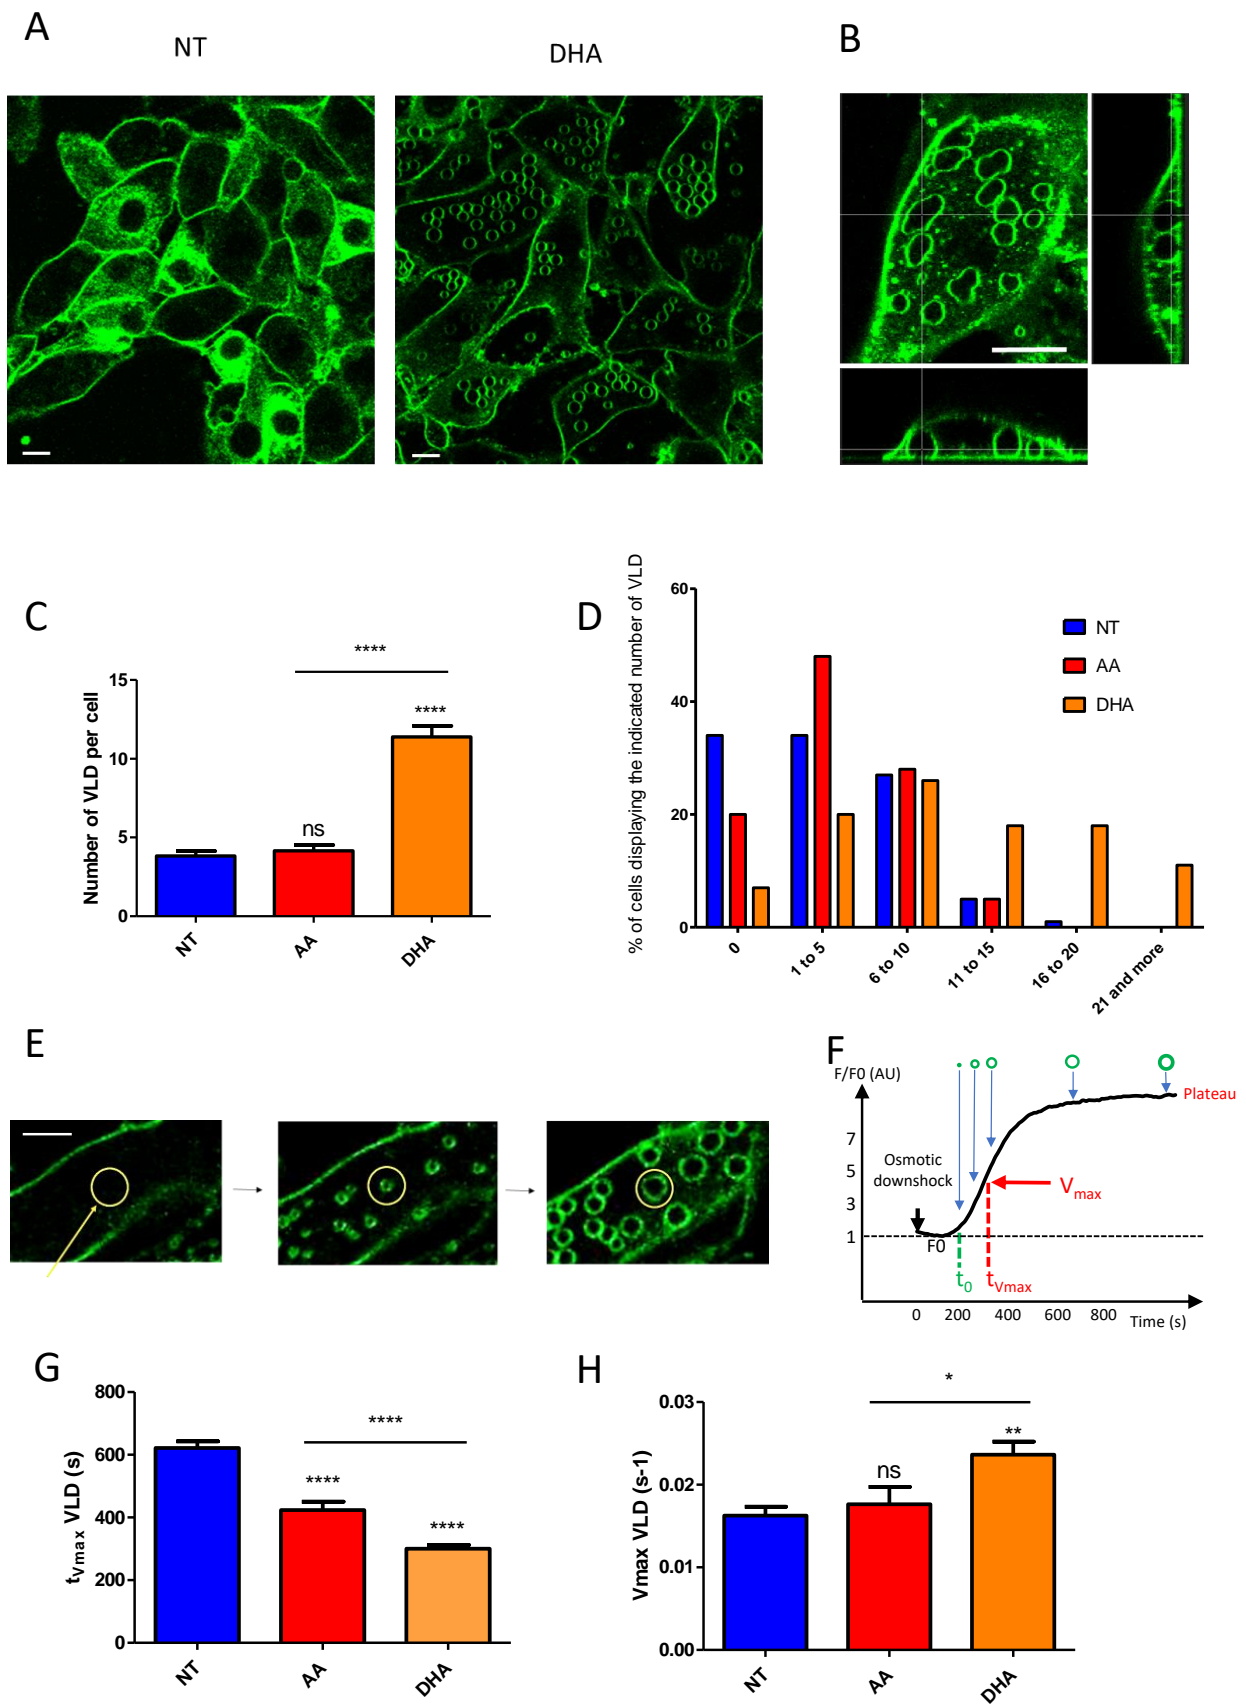 A
NT
DHA
B
C
****
****
ns
15
10
5
0
Number of VLD per cell
NT
AA
DHA
D
% of cells displaying the indicated number of VLD
60
40
20
0
NT
AA
DHA
0
1 to 5
6 to 10
11 to 15
16 to 20
21 and more
E
F
F/F0 (AU)
Plateau
7
5
3
1
Osmotic
downshock
Vmax
F0
t0
tVmax
0 200 400 600 800
Time (s)
G
****
****
****
800
600
400
200
0
tVmax VLD (s)
NT
AA
DHA
H
*
**
ns
0.03
0.02
0.01
0.00
Vmax VLD (s-1)
NT
AA
DHA